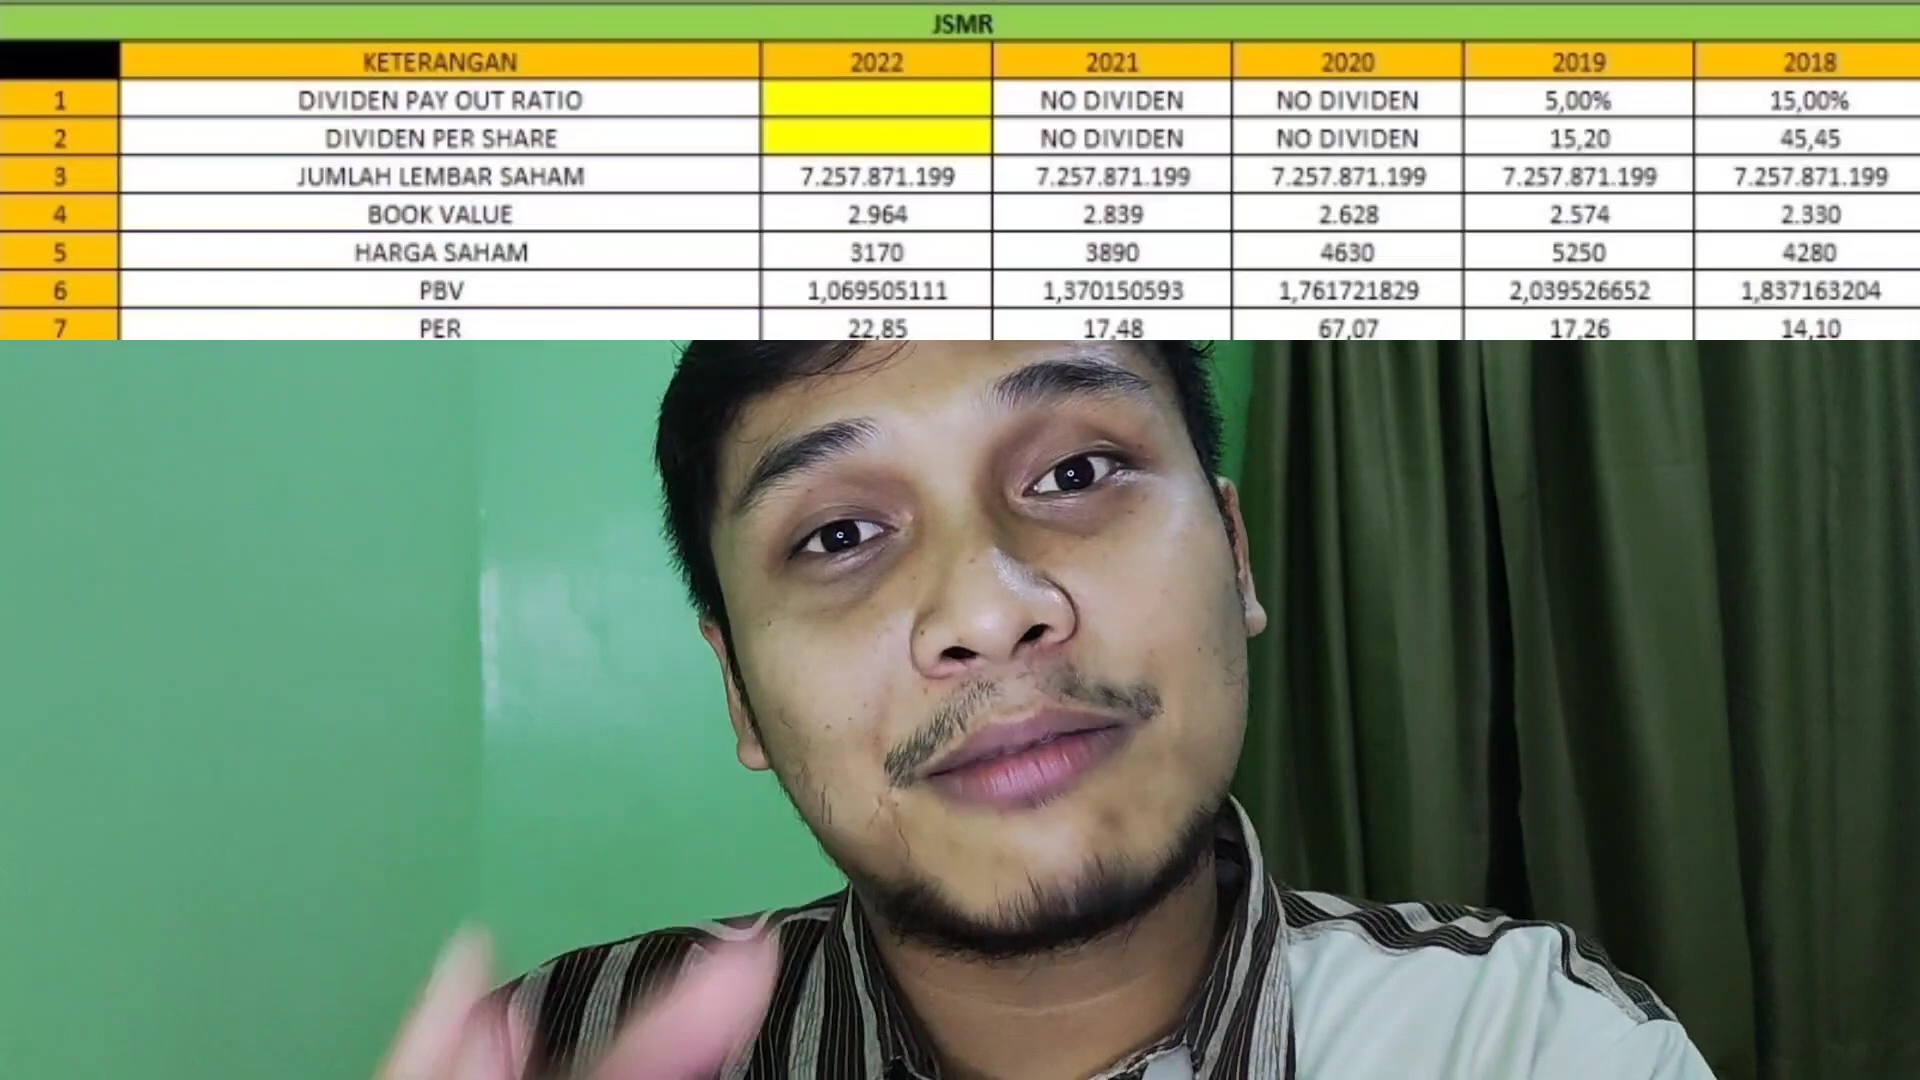 JSMR
KETERANGAN 2022 2021 2020 2019 2018
1 DIVIDEN PAY OUT RATIO NO DIVIDEN NO DIVIDEN 5,00% 15,00%
2 DIVIDEN PER SHARE NO DIVIDEN NO DIVIDEN 15,20 45,45
3 JUMLAH LEMBAR SAHAM 7.257.871.199 7.257.871.199 7.257.871.199 7.257.871.199 7.257.871.199
4 BOOK VALUE 2.964 2.839 2.628 2.574 2.330
5 HARGA SAHAM 3170 3890 4630 5250 4280
6 PBV 1,069505111 1,370150593 1,761721829 2,039526652 1,837163204
7 PER 22,85 17,48 67,07 17,26 14,10